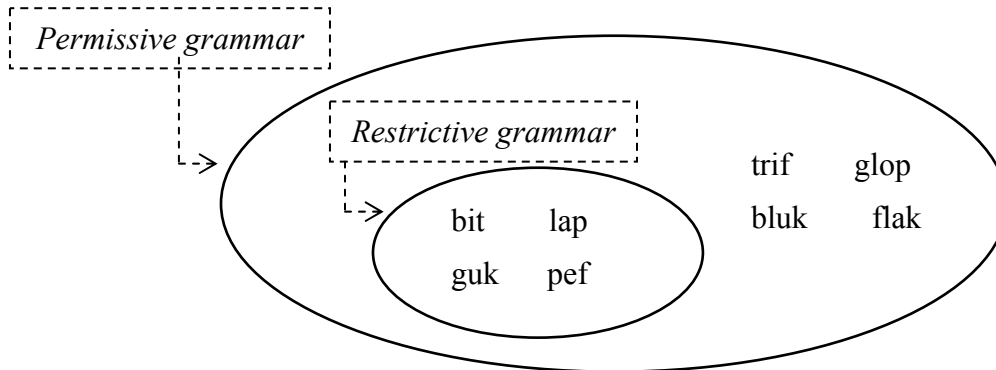 Permissive grammar
Restrictive grammar
trif glop
bluk flak
bit lap
guk pef